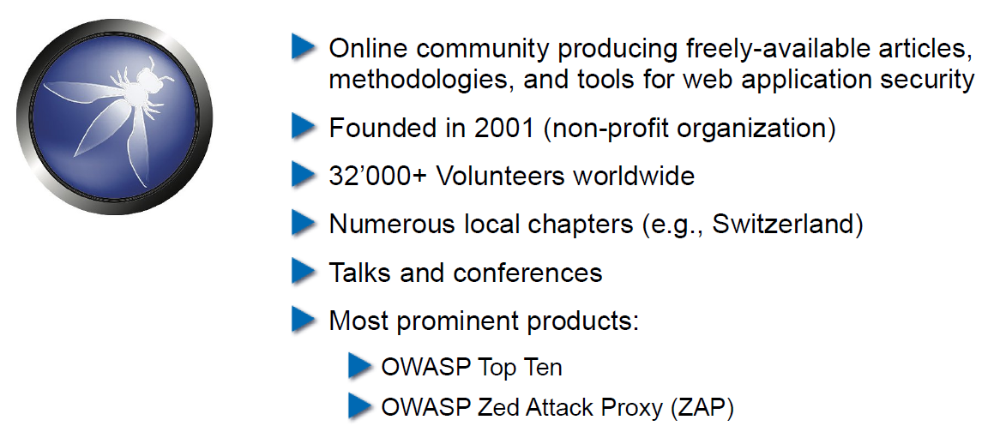 Online community producing freely-available articles,
methodologies, and tools for web application security
Founded in 2001 (non-profit organization)
32’000+ Volunteers worldwide
Numerous local chapters (e.g., Switzerland)
Talks and conferences
Most prominent products:
OWASP Top Ten
OWASP Zed Attack Proxy (ZAP)